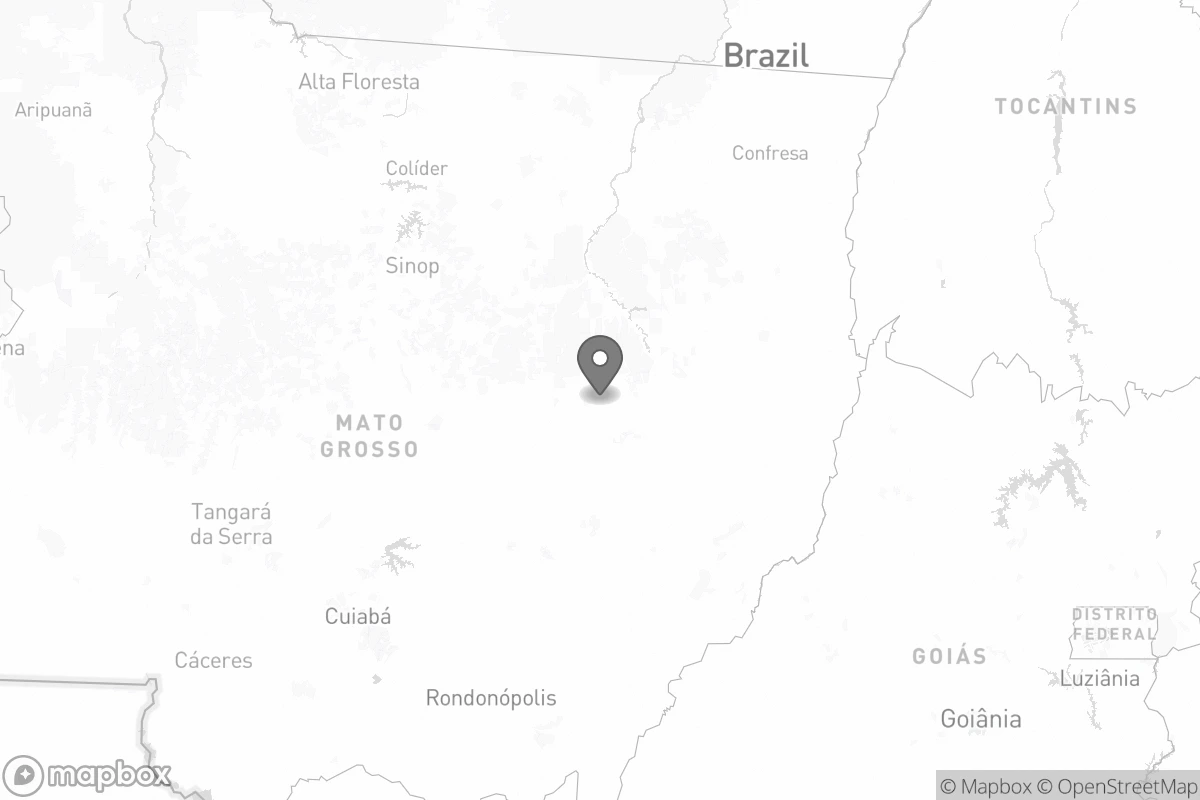 Brazil
Alta Floresta
Aripuanã
TOCANTINS
Confresa
Colíder
Sinop
ena
MATO
GROSSO
Tangará
da Serra
Cuiabá
DISTRITO
FEDERAL
Cáceres
GOIÁS
Luziânia
Rondonópolis
Goiânia
mapbox
© Mapbox © OpenStreetMap